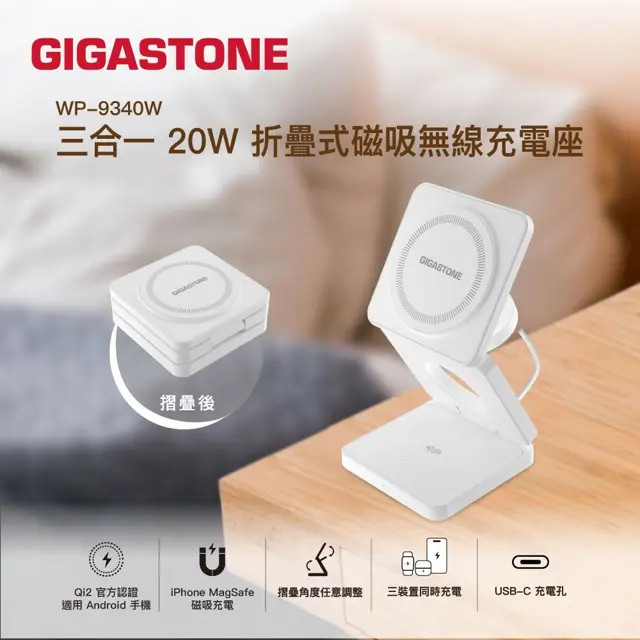 GIGASTONE
WP-9340W
三合一 20W 折疊式磁吸無線充電座
GIGASTONE
GIGASTONE
摺疊後
Qi2 官方認證
適用 Android 手機
iPhone MagSafe
磁吸充電
摺疊角度任意調整
三裝置同時充電
USB-C 充電孔